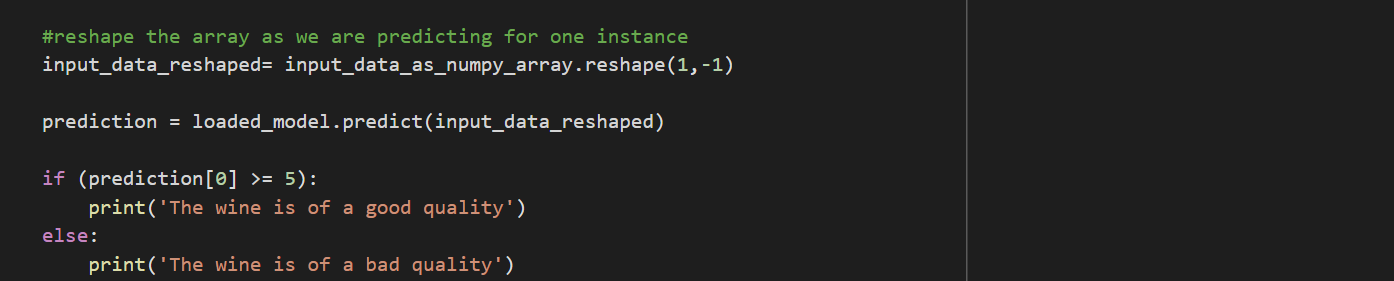 #reshape the array as we are predicting for one instance
input_data_reshaped= input_data_as_numpy_array.reshape(1,-1)
prediction = loaded_model.predict(input_data_reshaped)
if (prediction[0] >= 5):
    print('The wine is of a good quality')
else:
    print('The wine is of a bad quality')